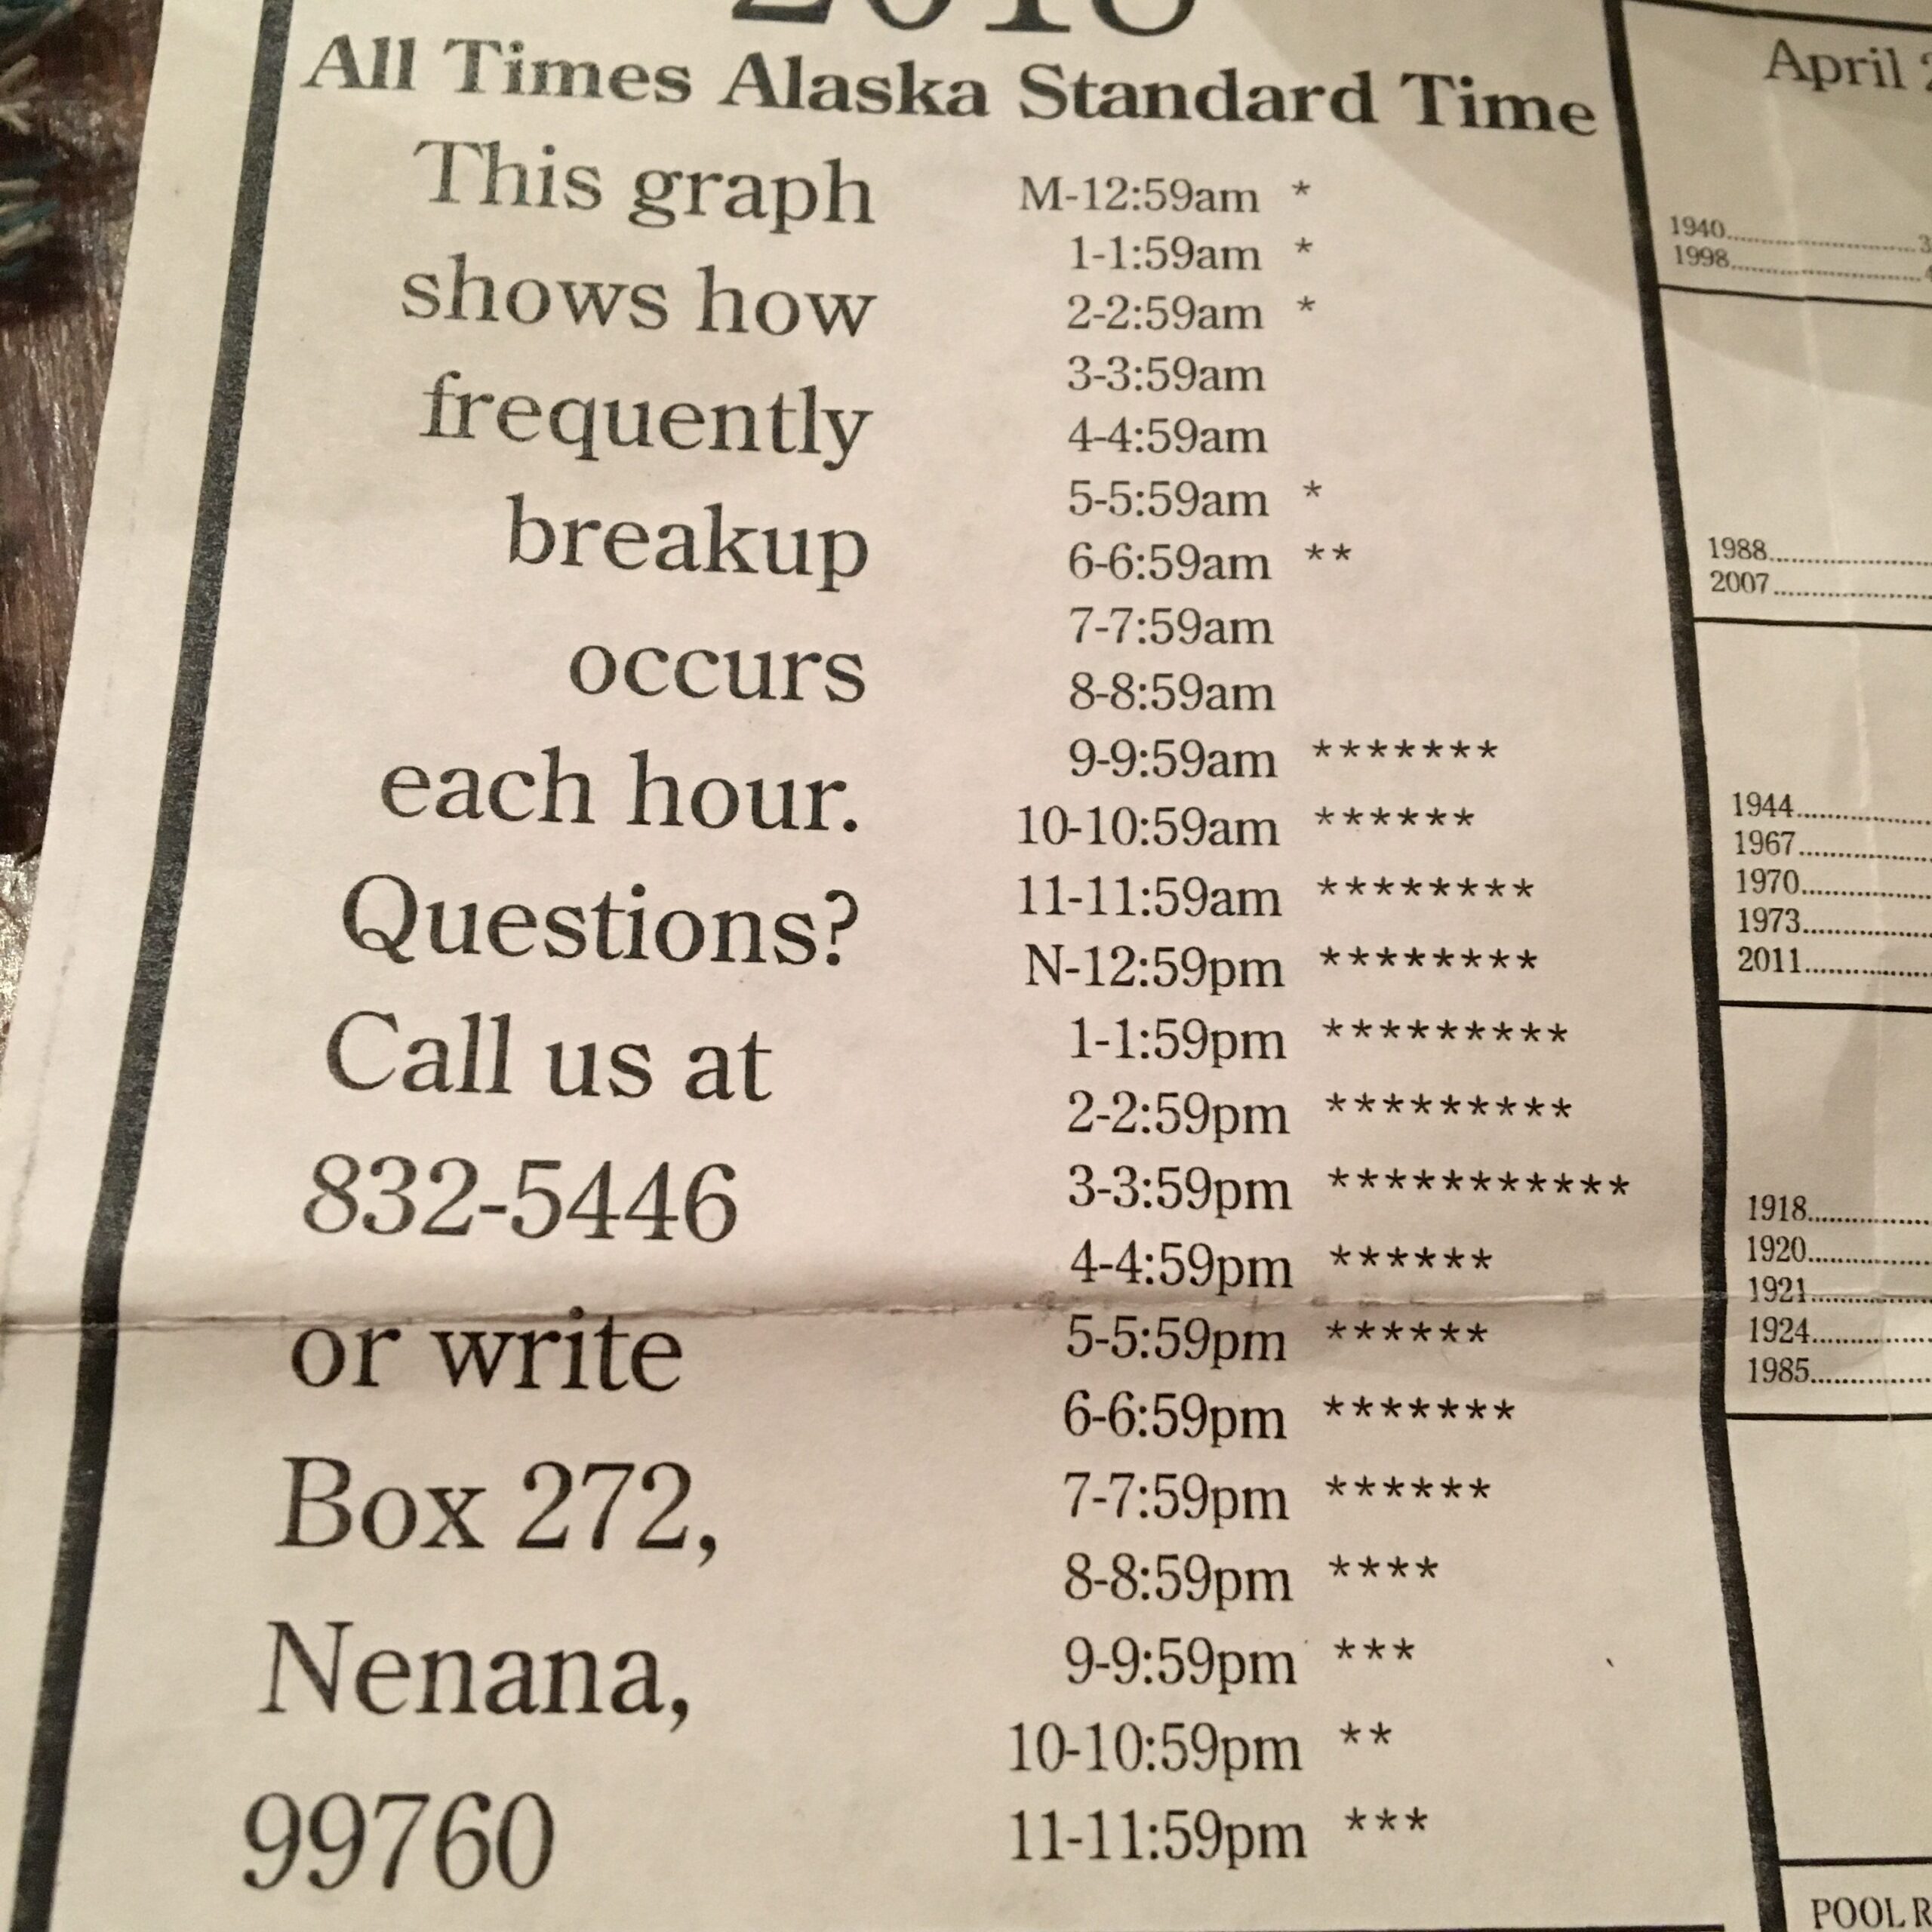 All Times Alaska Standard Time
This graph
shows how
frequently
breakup
occurs
each hour.
Questions?
Call us at
832-5446
or write
Box 272,
Nenana,
99760
M-12:59am *
1-1:59am *
2-2:59am *
3-3:59am
4-4:59am
5-5:59am *
6-6:59am **
7-7:59am
8-8:59am
9-9:59am *******
10-10:59am ******
11-11:59am ********
N-12:59pm ********
1-1:59pm *********
2-2:59pm *********
3-3:59pm ***********
4-4:59pm ******
5-5:59pm ******
6-6:59pm *******
7-7:59pm ******
8-8:59pm ****
9-9:59pm ***
10-10:59pm **
11-11:59pm ***
April
1940
1998
1988
2007
1944
1967
1970
1973
2011
1918
1920
1921
1924
1985
POOL